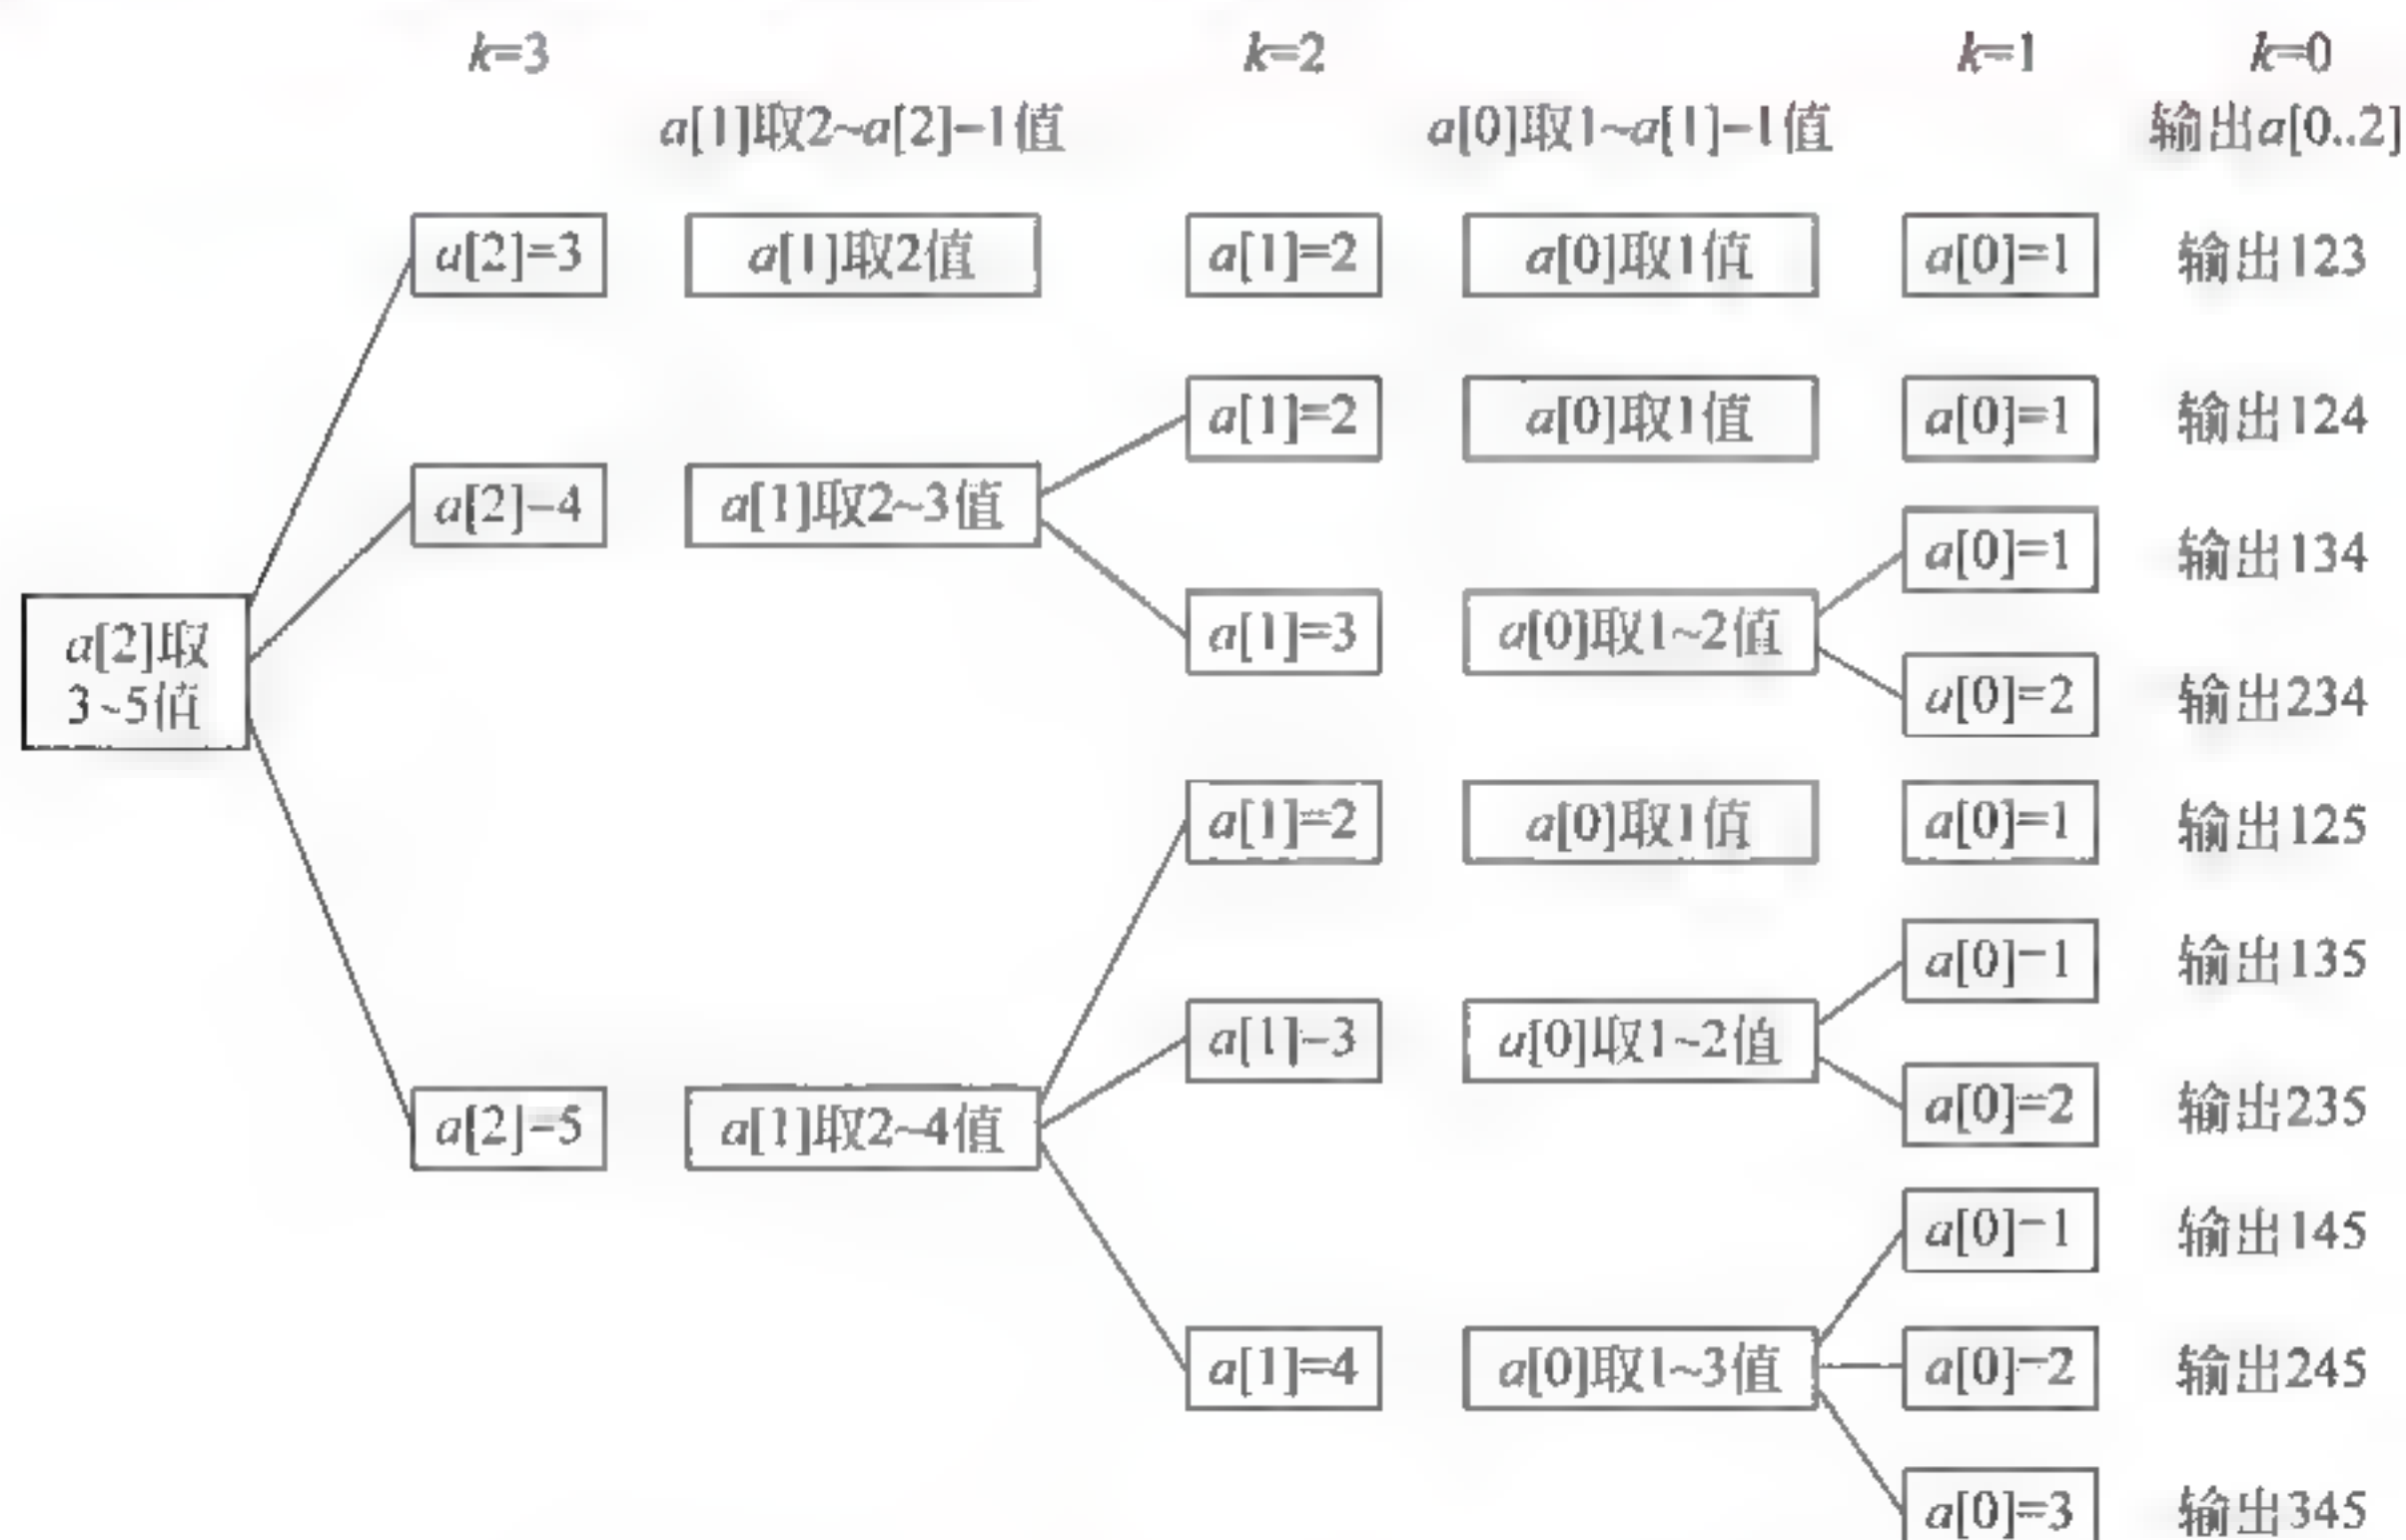 k=3
k=2
k=1
k=0
a[1]取2~a[2]-1值
a[0]取1~a[1]-1值
输出a[0..2]
a[2]=3
a[1]取2值
a[1]=2
a[0]取1值
a[0]=1
输出123
a[1]=2
a[0]取1值
a[0]=1
输出124
a[2]=4
a[1]取2~3值
a[0]=1
输出134
a[1]=3
a[0]取1~2值
a[2]取
3~5值
a[0]=2
输出234
a[1]=2
a[0]取1值
a[0]=1
输出125
a[0]=1
输出135
a[1]=3
a[0]取1~2值
a[2]=5
a[1]取2~4值
a[0]=2
输出235
a[0]=1
输出145
a[1]=4
a[0]取1~3值
a[0]=2
输出245
a[0]=3
输出345